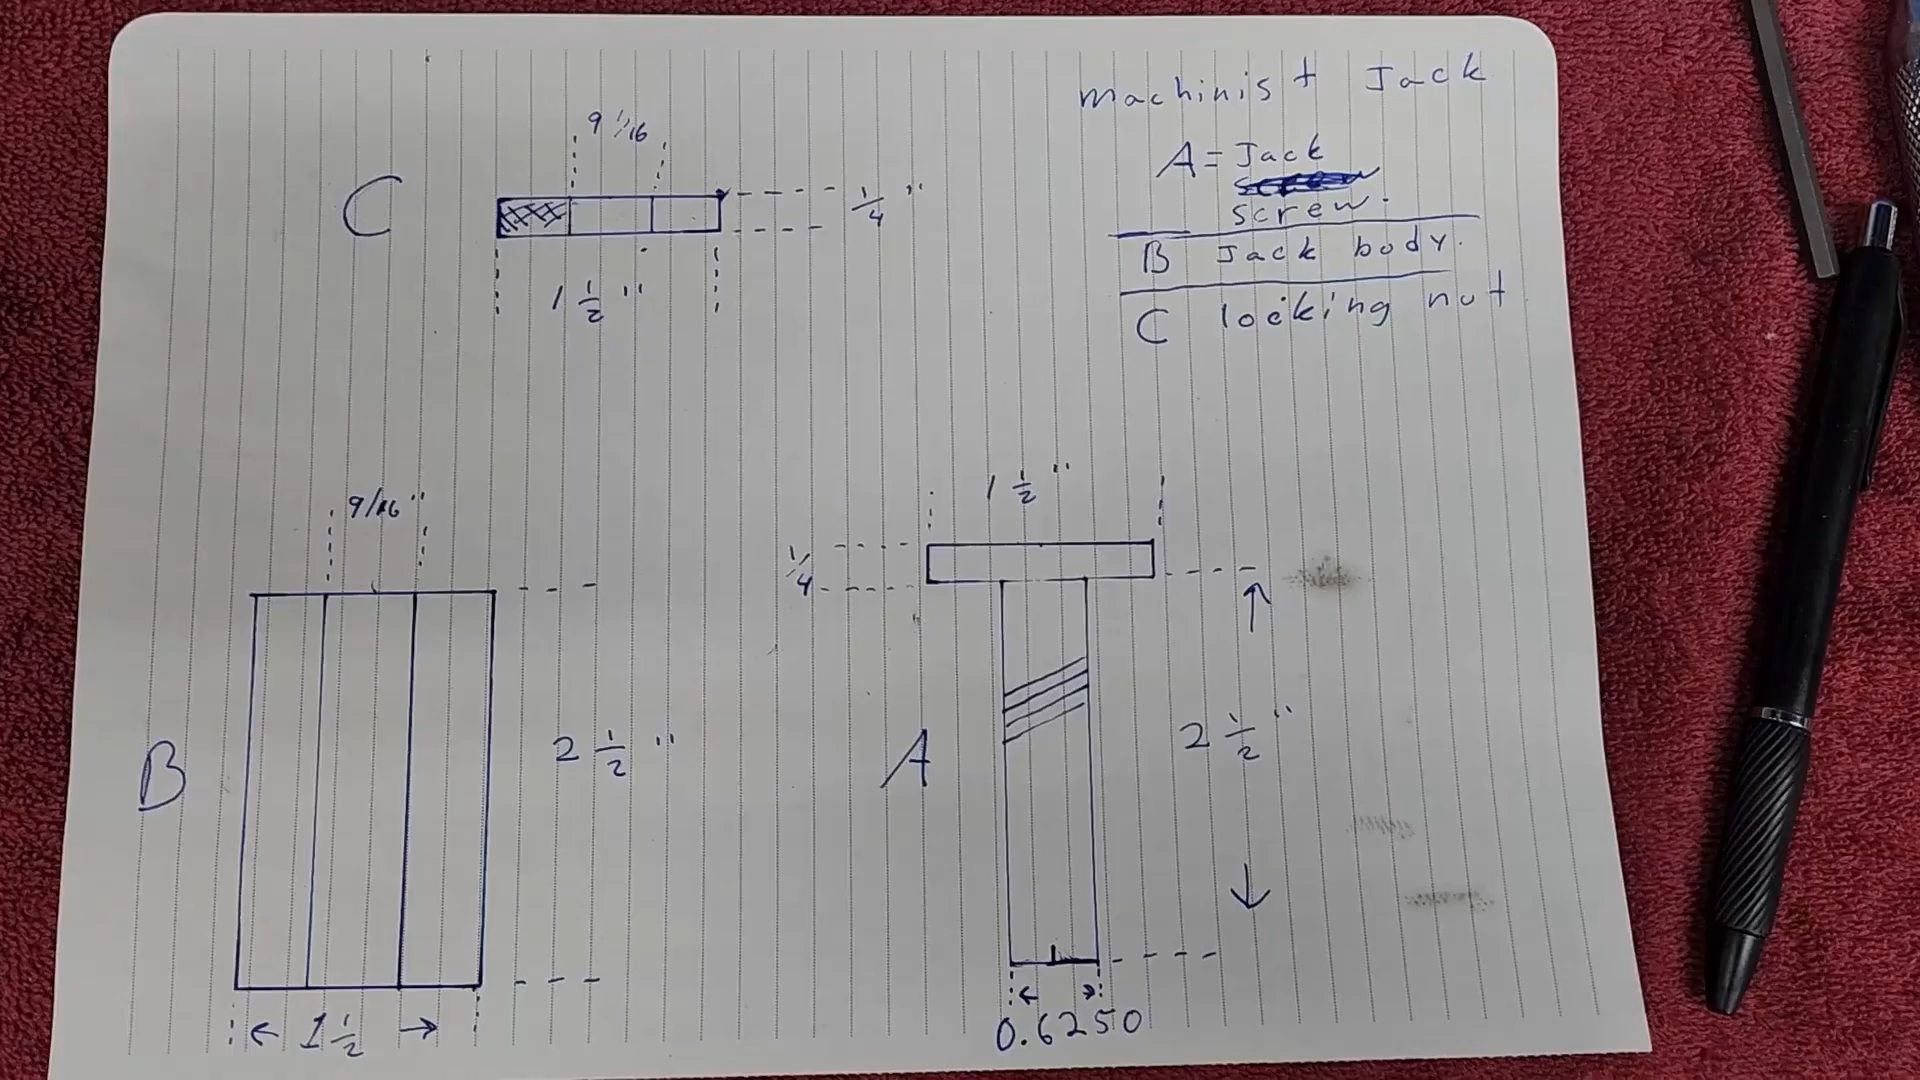 machinist Jack
A = Jack
screw.
B Jack body.
C locking nut
9/16"
C
1/4"
1 1/2"
9/16"
B
2 1/2"
1 1/2
1 1/2"
1/4
A
2 1/2"
0.6250